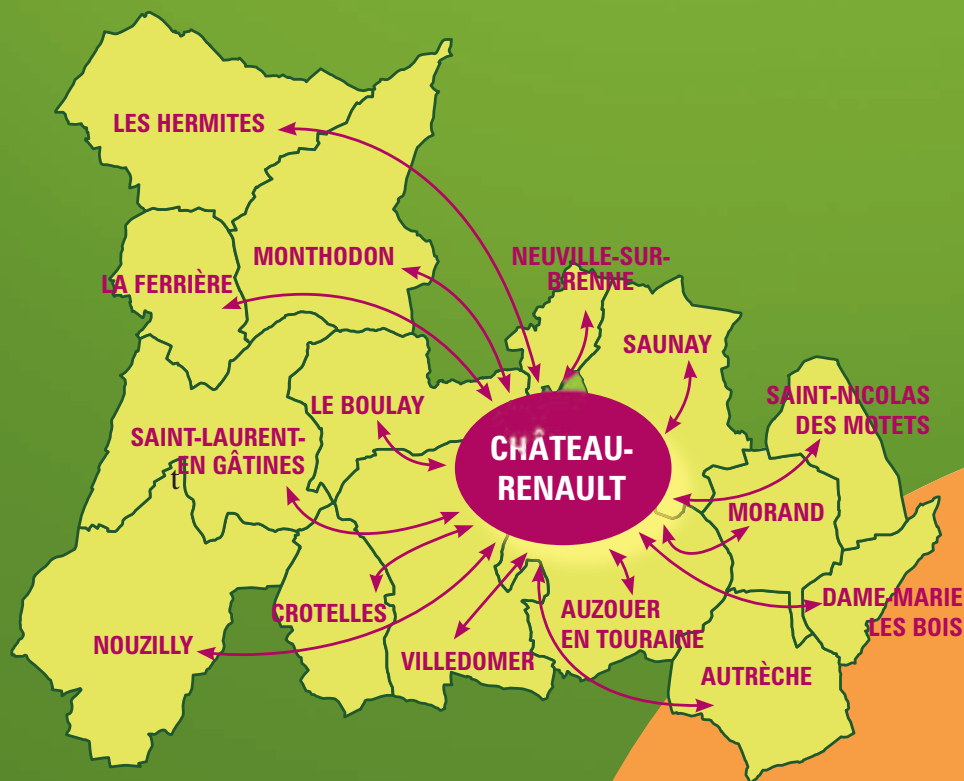 LES HERMITES
MONTHODON
NEUVILLE-SUR-
BRENNE
LA FERRIÈRE
SAUNAY
SAINT-NICOLAS
DES MOTETS
LE BOULAY
SAINT-LAURENT-
EN GÂTINES
t
CHÂTEAU-
RENAULT
MORAND
CROTELLES
AUZOUER
EN TOURAINE
DAME-MARIE
LES BOIS
NOUZILLY
VILLEDOMER
AUTRÈCHE